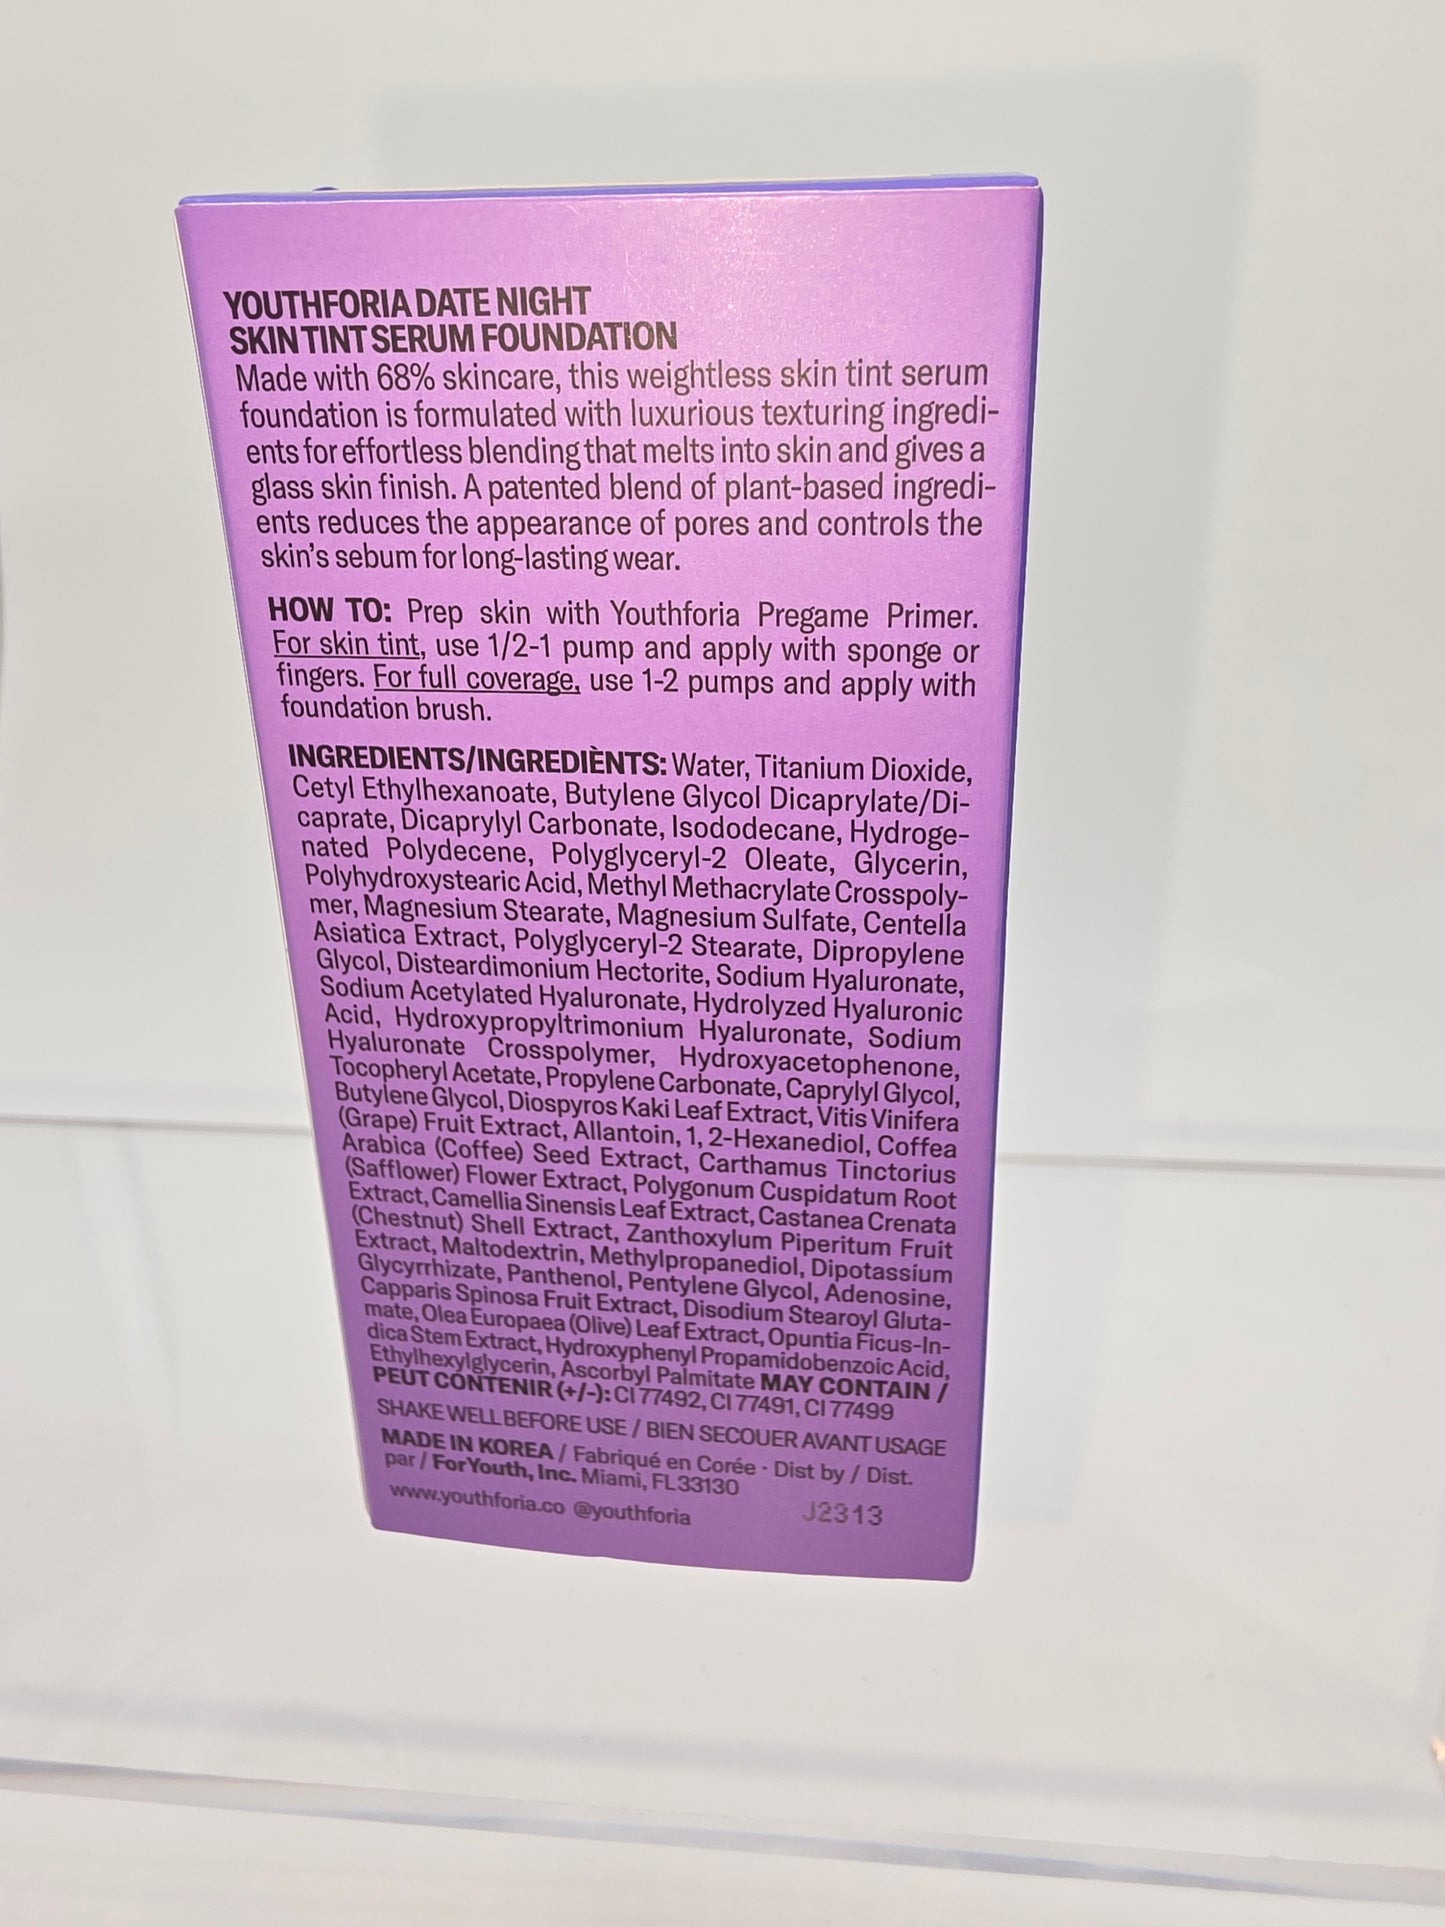 YOUTHFORIA DATE NIGHT
SKIN TINT SERUM FOUNDATION
Made with 68% skincare, this weightless skin tint serum
foundation is formulated with luxurious texturing ingredi-
ents for effortless blending that melts into skin and gives a
glass skin finish. A patented blend of plant-based ingredi-
ents reduces the appearance of pores and controls the
skin's sebum for long-lasting wear.
HOW TO: Prep skin with Youthforia Pregame Primer.
For skin tint, use 1/2-1 pump and apply with sponge or
fingers. For full coverage, use 1-2 pumps and apply with
foundation brush.
INGREDIENTS/INGREDIÈNTS: Water, Titanium Dioxide,
Cetyl Ethylhexanoate, Butylene Glycol Dicaprylate/Di-
caprate, Dicaprylyl Carbonate, Isododecane, Hydroge-
nated Polydecene, Polyglyceryl-2 Oleate, Glycerin,
Polyhydroxystearic Acid, Methyl Methacrylate Crosspoly-
mer, Magnesium Stearate, Magnesium Sulfate, Centella
Asiatica Extract, Polyglyceryl-2 Stearate, Dipropylene
Glycol, Disteardimonium Hectorite, Sodium Hyaluronate,
Sodium Acetylated Hyaluronate, Hydrolyzed Hyaluronic
Acid, Hydroxypropyltrimonium Hyaluronate, Sodium
Hyaluronate Crosspolymer, Hydroxyacetophenone,
Tocopheryl Acetate, Propylene Carbonate, Caprylyl Glycol,
Butylene Glycol, Diospyros Kaki Leaf Extract, Vitis Vinifera
(Grape) Fruit Extract, Allantoin, 1, 2-Hexanediol, Coffea
Arabica (Coffee) Seed Extract, Carthamus Tinctorius
(Safflower) Flower Extract, Polygonum Cuspidatum Root
Extract, Camellia Sinensis Leaf Extract, Castanea Crenata
(Chestnut) Shell Extract, Zanthoxylum Piperitum Fruit
Extract, Maltodextrin, Methylpropanediol, Dipotassium
Glycyrrhizate, Panthenol, Pentylene Glycol, Adenosine,
Capparis Spinosa Fruit Extract, Disodium Stearoyl Gluta-
mate, Olea Europaea (Olive) Leaf Extract, Opuntia Ficus-In-
dica Stem Extract, Hydroxyphenyl Propamidobenzoic Acid,
Ethylhexylglycerin, Ascorbyl Palmitate MAY CONTAIN /
PEUT CONTENIR (+/-): CI 77492, CI 77491, CI 77499
SHAKE WELL BEFORE USE / BIEN SECOUER AVANT USAGE
MADE IN KOREA / Fabriqué en Corée · Dist by / Dist.
par / ForYouth, Inc. Miami, FL 33130
www.youthforia.co @youthforia J2313